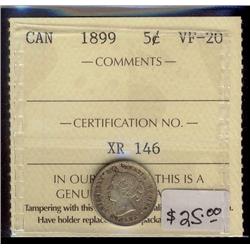 CAN 1899 5¢ VF-20
— COMMENTS —
— CERTIFICATION NO. —
XR 146
IN OUR THIS IS A
GENU
Tampering with this
Have holder replac
$25.00